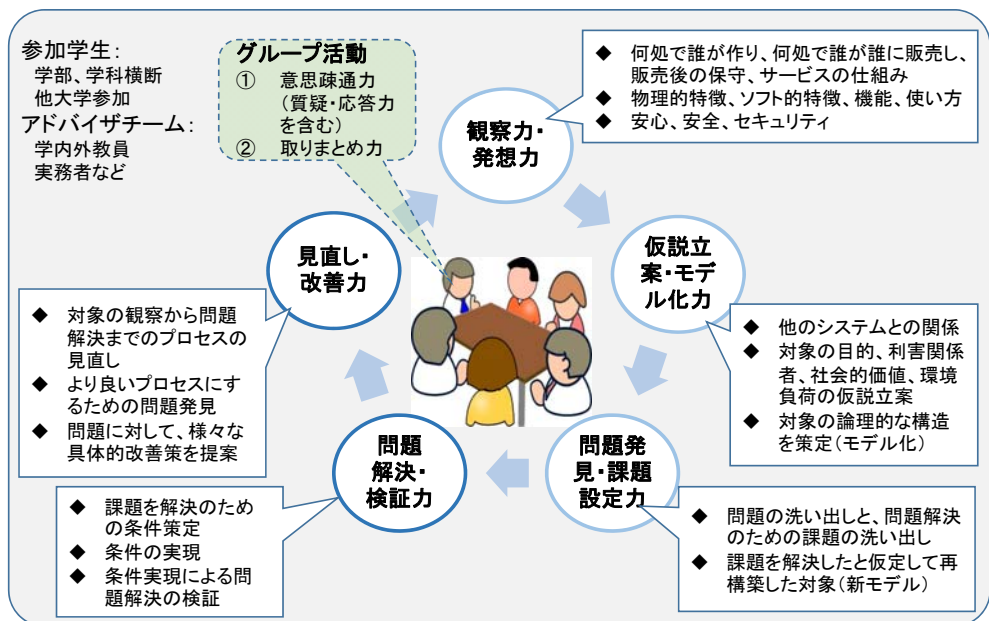 参加学生：
学部、学科横断
他大学参加
アドバイザチーム：
学内外教員
実務者など
グループ活動
① 意思疎通力
（質疑・応答力
を含む）
② 取りまとめ力
観察力・
発想力
◆ 何処で誰が作り、何処で誰が誰に販売し、
販売後の保守、サービスの仕組み
◆ 物理的特徴、ソフト的特徴、機能、使い方
◆ 安心、安全、セキュリティ
仮説立
案・モデ
ル化力
◆ 他のシステムとの関係
◆ 対象の目的、利害関係
者、社会的価値、環境
負荷の仮説立案
◆ 対象の論理的な構造
を策定（モデル化）
問題発
見・課題
設定力
◆ 問題の洗い出しと、問題解決
のための課題の洗い出し
◆ 課題を解決したと仮定して再
構築した対象（新モデル）
問題
解決・
検証力
◆ 課題を解決のため
の条件策定
◆ 条件の実現
◆ 条件実現による問
題解決の検証
見直し・
改善力
◆ 対象の観察から問題
解決までのプロセスの
見直し
◆ より良いプロセスにす
るための問題発見
◆ 問題に対して、様々な
具体的改善策を提案